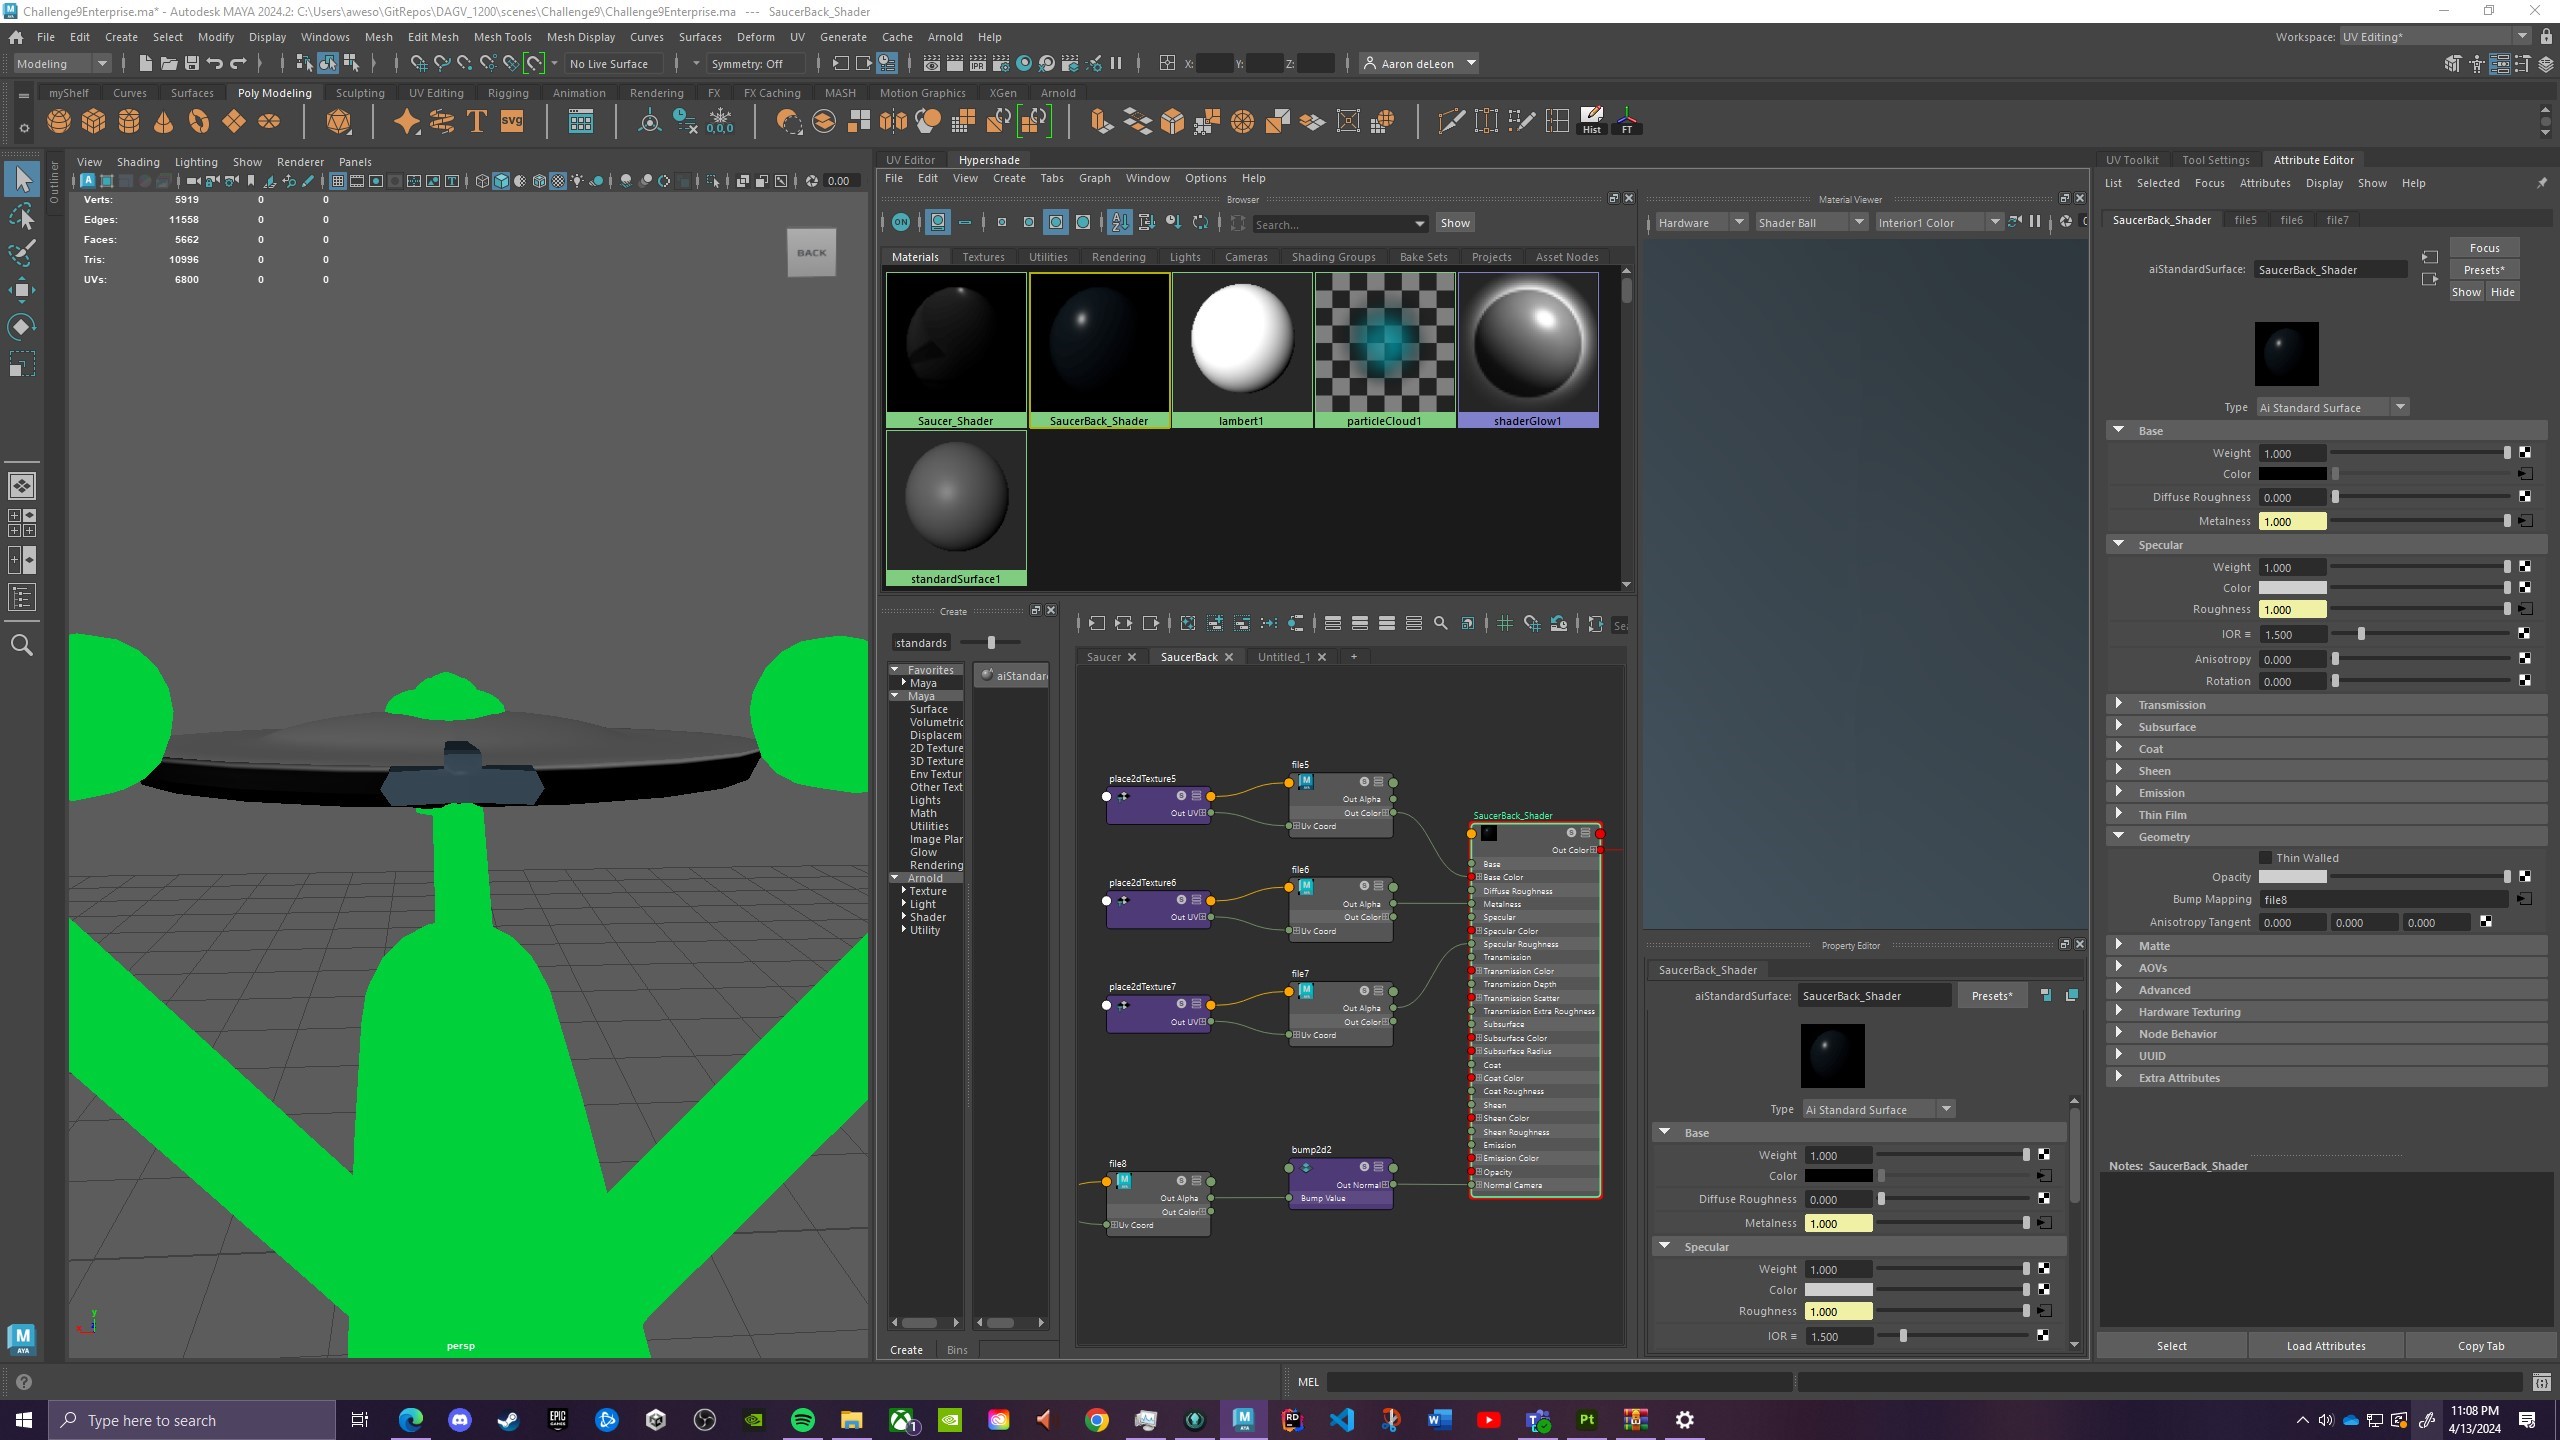 Challenge9Enterprise.ma* - Autodesk MAYA 2024.2: C:\Users\aweso\GitRepos\DAGV_1200\scenes\Challenge9\Challenge9Enterprise.ma --- SaucerBack_Shader
File Edit Create Select Modify Display Windows Mesh Edit Mesh Mesh Tools Mesh Display Curves Surfaces Deform UV Generate Cache Arnold Help
Workspace: UV Editing*
Modeling No Live Surface Symmetry: Off X: Y: Z: Aaron deLeon
myShelf Curves Surfaces Poly Modeling Sculpting UV Editing Rigging Animation Rendering FX FX Caching MASH Motion Graphics XGen Arnold
T SVG 0,0,0 Hist FT
Outliner
View Shading Lighting Show Renderer Panels
0.00
Verts: 5919 0 0
Edges: 11558 0 0
Faces: 5662 0 0
Tris: 10996 0 0
UVs: 6800 0 0
BACK
persp
UV Editor Hypershade
File Edit View Create Tabs Graph Window Options Help
Browser
ON Search... Show
Materials Textures Utilities Rendering Lights Cameras Shading Groups Bake Sets Projects Asset Nodes
Saucer_Shader SaucerBack_Shader lambert1 particleCloud1 shaderGlow1
standardSurface1
Create
standards
Favorites
Maya
Maya
Surface
Volumetric
Displacem
2D Texture
3D Texture
Env Textur
Other Text
Lights
Math
Utilities
Image Plan
Glow
Rendering
Arnold
Texture
Light
Shader
Utility
aiStandard
Create Bins
Saucer SaucerBack Untitled_1 +
place2dTexture5
Out UV
file5
Out Alpha
Out Color
Uv Coord
place2dTexture6
Out UV
file6
Out Alpha
Out Color
Uv Coord
place2dTexture7
Out UV
file7
Out Alpha
Out Color
Uv Coord
file8
Out Alpha
Out Color
Uv Coord
bump2d2
Out Normal
Bump Value
SaucerBack_Shader
Out Color
Base
Base Color
Diffuse Roughness
Metalness
Specular
Specular Color
Specular Roughness
Transmission
Transmission Color
Transmission Depth
Transmission Scatter
Transmission Extra Roughness
Subsurface
Subsurface Color
Subsurface Radius
Coat
Coat Color
Coat Roughness
Sheen
Sheen Color
Sheen Roughness
Emission
Emission Color
Opacity
Normal Camera
Material Viewer
Hardware Shader Ball Interior1 Color
Property Editor
SaucerBack_Shader
aiStandardSurface: SaucerBack_Shader Presets*
Type Ai Standard Surface
Base
Weight 1.000
Color
Diffuse Roughness 0.000
Metalness 1.000
Specular
Weight 1.000
Color
Roughness 1.000
IOR 1.500
UV Toolkit Tool Settings Attribute Editor
List Selected Focus Attributes Display Show Help
SaucerBack_Shader file5 file6 file7
Focus
aiStandardSurface: SaucerBack_Shader Presets*
Show Hide
Type Ai Standard Surface
Base
Weight 1.000
Color
Diffuse Roughness 0.000
Metalness 1.000
Specular
Weight 1.000
Color
Roughness 1.000
IOR 1.500
Anisotropy 0.000
Rotation 0.000
Transmission
Subsurface
Coat
Sheen
Emission
Thin Film
Geometry
Thin Walled
Opacity
Bump Mapping file8
Anisotropy Tangent 0.000 0.000 0.000
Matte
AOVs
Advanced
Hardware Texturing
Node Behavior
UUID
Extra Attributes
Notes: SaucerBack_Shader
Select Load Attributes Copy Tab
MEL
Type here to search
11:08 PM
4/13/2024